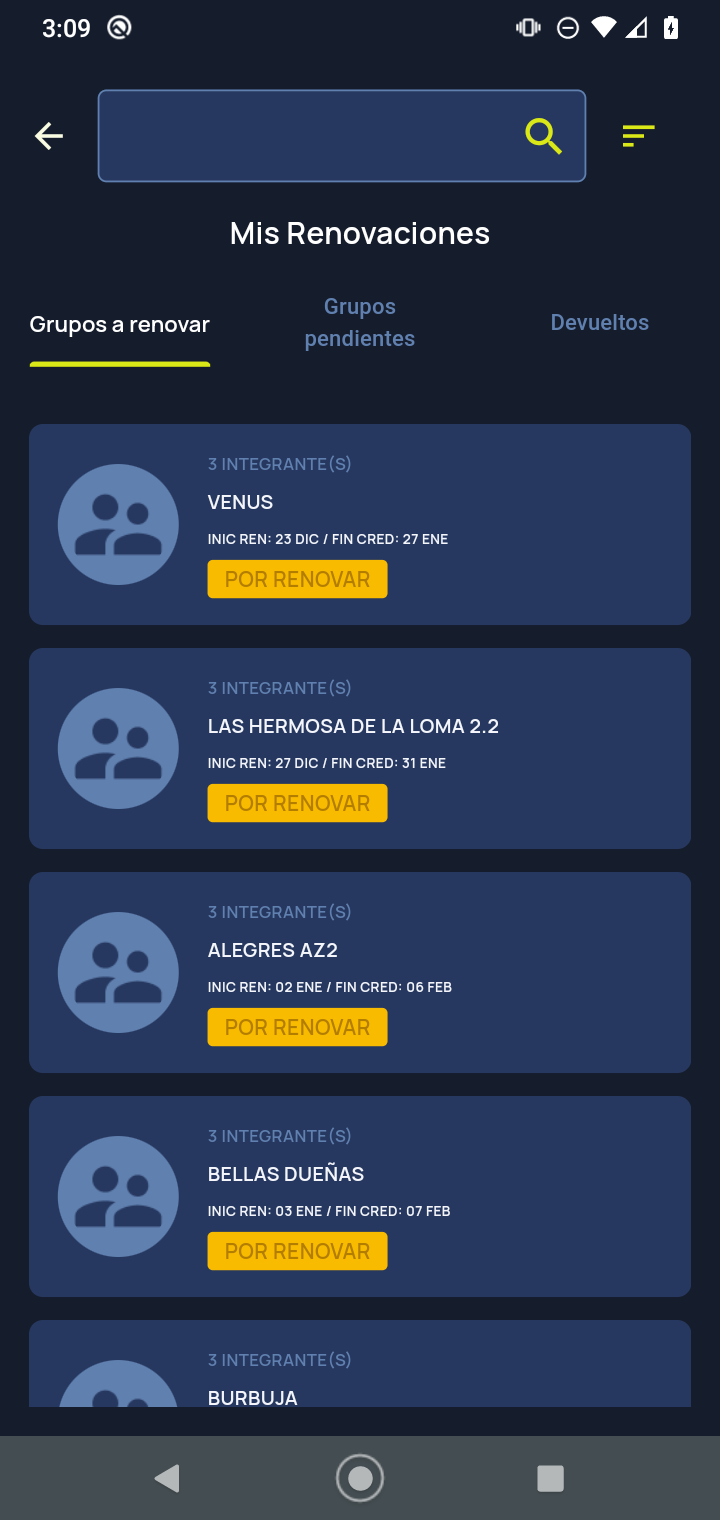 3:09
Mis Renovaciones
Grupos a renovar
Grupos
pendientes
Devueltos
3 INTEGRANTE(S)
VENUS
INIC REN: 23 DIC / FIN CRED: 27 ENE
POR RENOVAR
3 INTEGRANTE(S)
LAS HERMOSA DE LA LOMA 2.2
INIC REN: 27 DIC / FIN CRED: 31 ENE
POR RENOVAR
3 INTEGRANTE(S)
ALEGRES AZ2
INIC REN: 02 ENE / FIN CRED: 06 FEB
POR RENOVAR
3 INTEGRANTE(S)
BELLAS DUEÑAS
INIC REN: 03 ENE / FIN CRED: 07 FEB
POR RENOVAR
3 INTEGRANTE(S)
BURBUJA